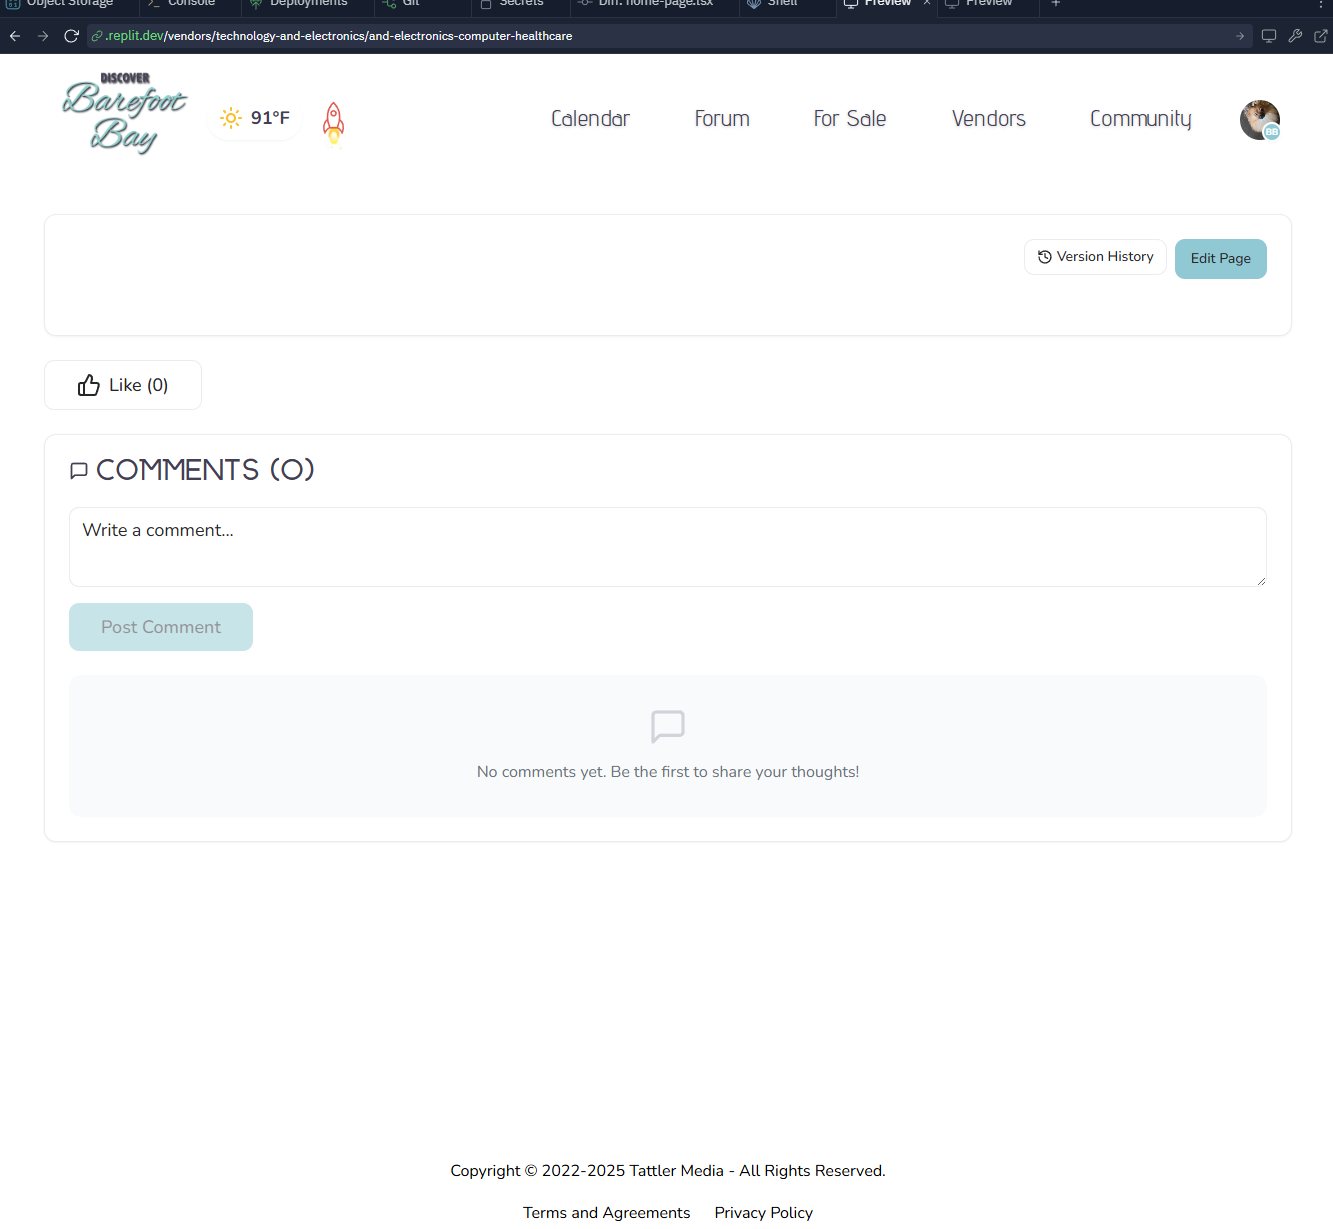 Object Storage Console Deployments Git Secrets Diff: home-page.tsx Shell Preview × Preview +
.replit.dev/vendors/technology-and-electronics/and-electronics-computer-healthcare
DISCOVER
Barefoot
Bay
91°F
Calendar Forum For Sale Vendors Community
BB
Version History
Edit Page
Like (0)
COMMENTS (0)
Write a comment...
Post Comment
No comments yet. Be the first to share your thoughts!
Copyright © 2022-2025 Tattler Media - All Rights Reserved.
Terms and Agreements Privacy Policy